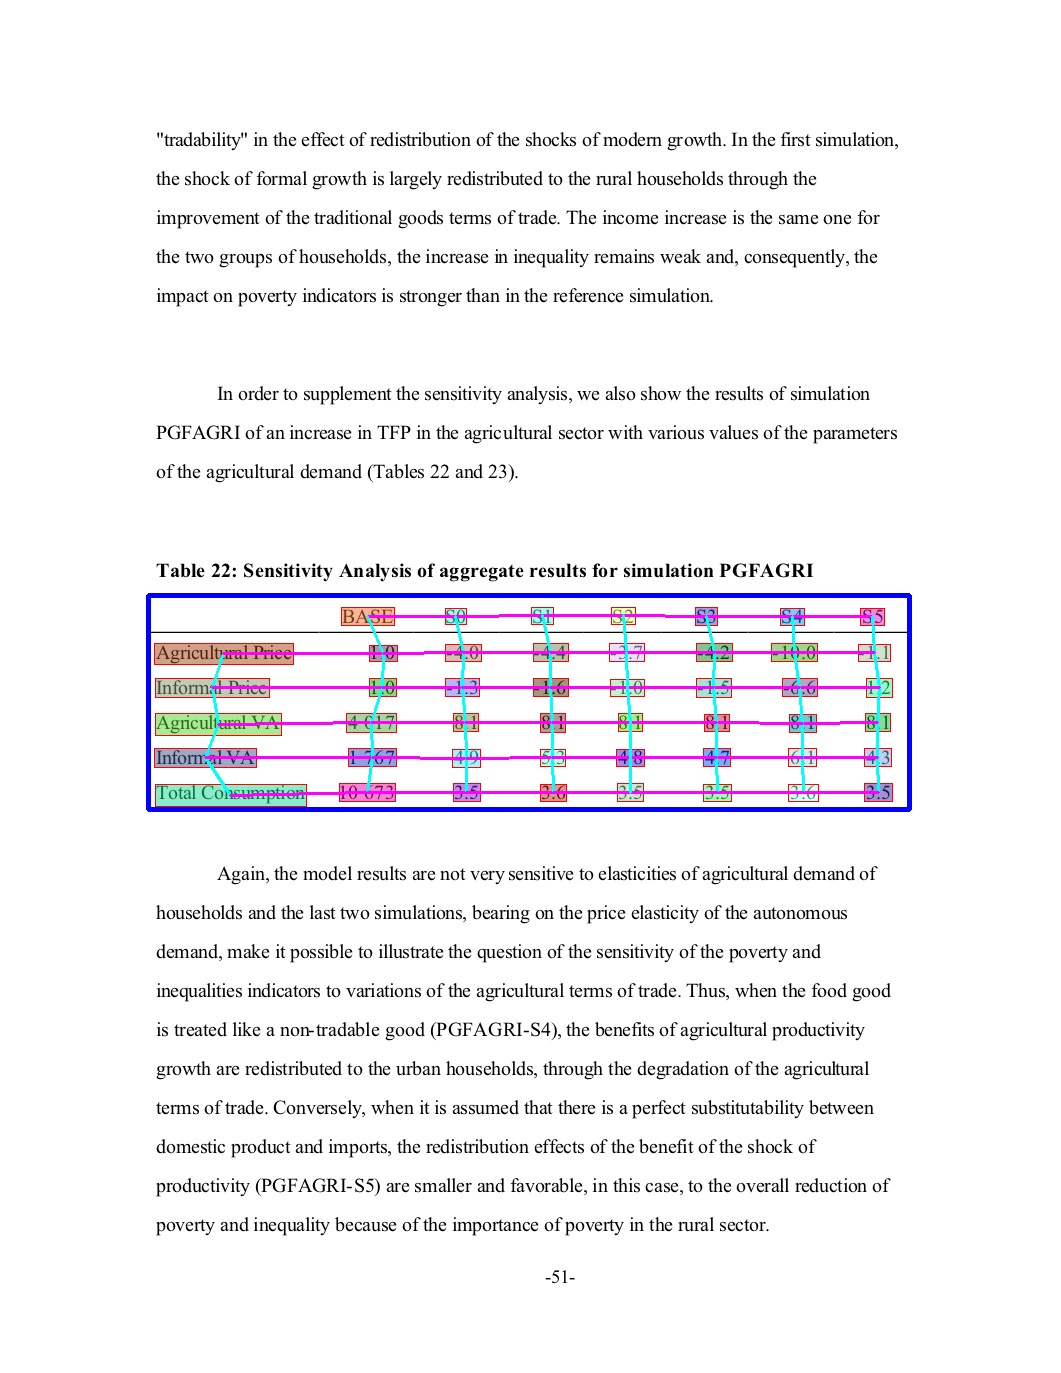 "tradability" in the effect of redistribution of the shocks of modern growth. In the first simulation,
the shock of formal growth is largely redistributed to the rural households through the
improvement of the traditional goods terms of trade. The income increase is the same one for
the two groups of households, the increase in inequality remains weak and, consequently, the
impact on poverty indicators is stronger than in the reference simulation.
In order to supplement the sensitivity analysis, we also show the results of simulation
PGFAGRI of an increase in TFP in the agricultural sector with various values of the parameters
of the agricultural demand (Tables 22 and 23).
Table 22: Sensitivity Analysis of aggregate results for simulation PGFAGRI
BASE S0 S1 S2 S3 S4 S5
Agricultural Price 1.0 -4.0 -4.4 -3.7 -4.2 -10.0 -1.1
Informal Price 1.0 -1.3 -1.6 -1.0 -1.5 -6.6 1.2
Agricultural VA 4 617 8.1 8.1 8.1 8.1 8.1 8.1
Informal VA 1 767 4.9 5.3 4.8 4.7 6.1 4.3
Total Consumption 10 673 3.5 3.6 3.5 3.5 3.6 3.5
Again, the model results are not very sensitive to elasticities of agricultural demand of
households and the last two simulations, bearing on the price elasticity of the autonomous
demand, make it possible to illustrate the question of the sensitivity of the poverty and
inequalities indicators to variations of the agricultural terms of trade. Thus, when the food good
is treated like a non-tradable good (PGFAGRI-S4), the benefits of agricultural productivity
growth are redistributed to the urban households, through the degradation of the agricultural
terms of trade. Conversely, when it is assumed that there is a perfect substitutability between
domestic product and imports, the redistribution effects of the benefit of the shock of
productivity (PGFAGRI-S5) are smaller and favorable, in this case, to the overall reduction of
poverty and inequality because of the importance of poverty in the rural sector.
-51-